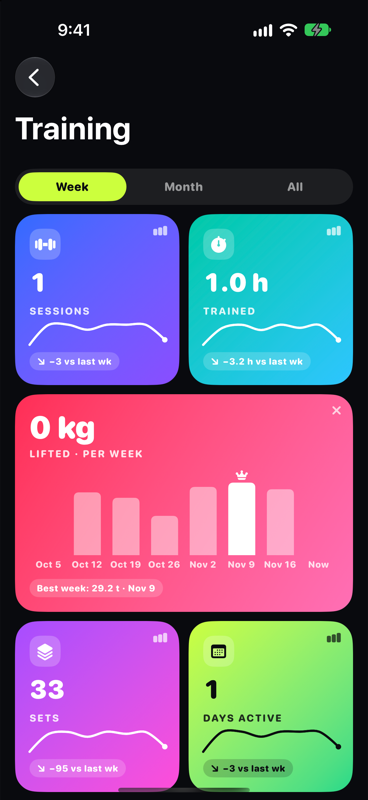 9:41
Training
Week Month All
1
SESSIONS
↘ −3 vs last wk
1.0 h
TRAINED
↘ −3.2 h vs last wk
0 kg
LIFTED · PER WEEK
Oct 5 Oct 12 Oct 19 Oct 26 Nov 2 Nov 9 Nov 16 Now
Best week: 29.2 t · Nov 9
33
SETS
↘ −95 vs last wk
1
DAYS ACTIVE
↘ −3 vs last wk